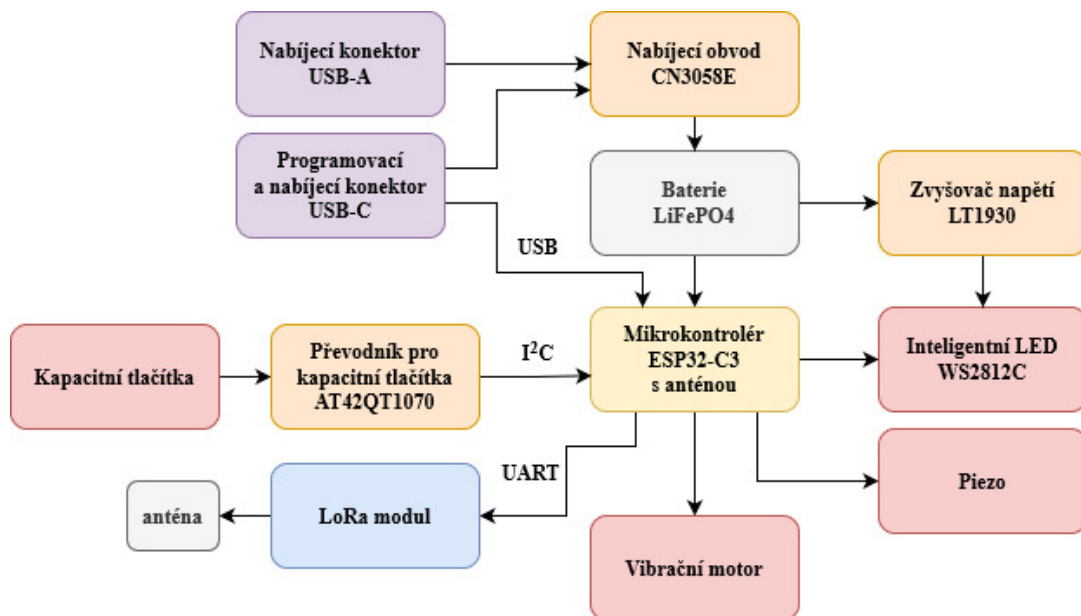 Nabíjecí konektor
USB-A
Nabíjecí obvod
CN3058E
Programovací
a nabíjecí konektor
USB-C
Baterie
LiFePO4
Zvyšovač napětí
LT1930
USB
Kapacitní tlačítka
Převodník pro
kapacitní tlačítka
AT42QT1070
I²C
Mikrokontrolér
ESP32-C3
s anténou
Inteligentní LED
WS2812C
UART
Piezo
anténa
LoRa modul
Vibrační motor